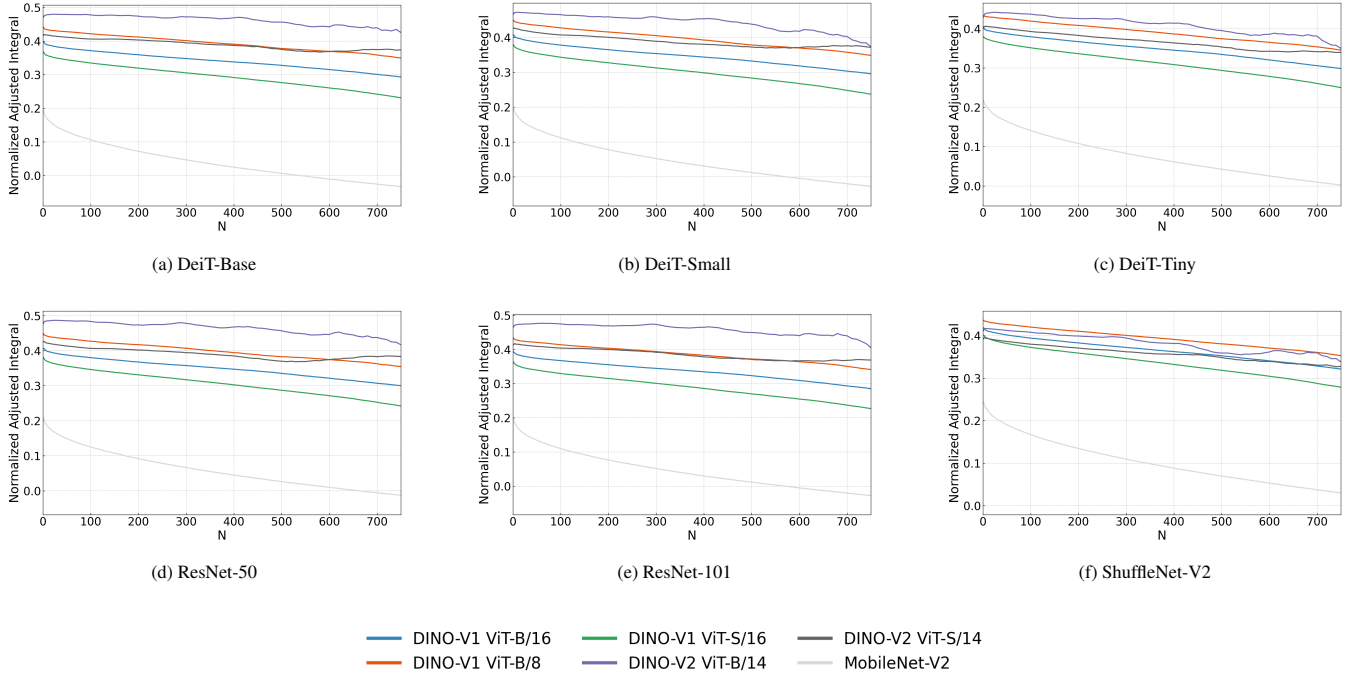 Normalized Adjusted Integral
0.5
0.4
0.3
0.2
0.1
0.0
0 100 200 300 400 500 600 700
N
(a) DeiT-Base
Normalized Adjusted Integral
0.4
0.3
0.2
0.1
0.0
0 100 200 300 400 500 600 700
N
(b) DeiT-Small
Normalized Adjusted Integral
0.4
0.3
0.2
0.1
0.0
0 100 200 300 400 500 600 700
N
(c) DeiT-Tiny
Normalized Adjusted Integral
0.5
0.4
0.3
0.2
0.1
0.0
0 100 200 300 400 500 600 700
N
(d) ResNet-50
Normalized Adjusted Integral
0.5
0.4
0.3
0.2
0.1
0.0
0 100 200 300 400 500 600 700
N
(e) ResNet-101
Normalized Adjusted Integral
0.4
0.3
0.2
0.1
0.0
0 100 200 300 400 500 600 700
N
(f) ShuffleNet-V2
DINO-V1 ViT-B/16 DINO-V1 ViT-S/16 DINO-V2 ViT-S/14
DINO-V1 ViT-B/8 DINO-V2 ViT-B/14 MobileNet-V2